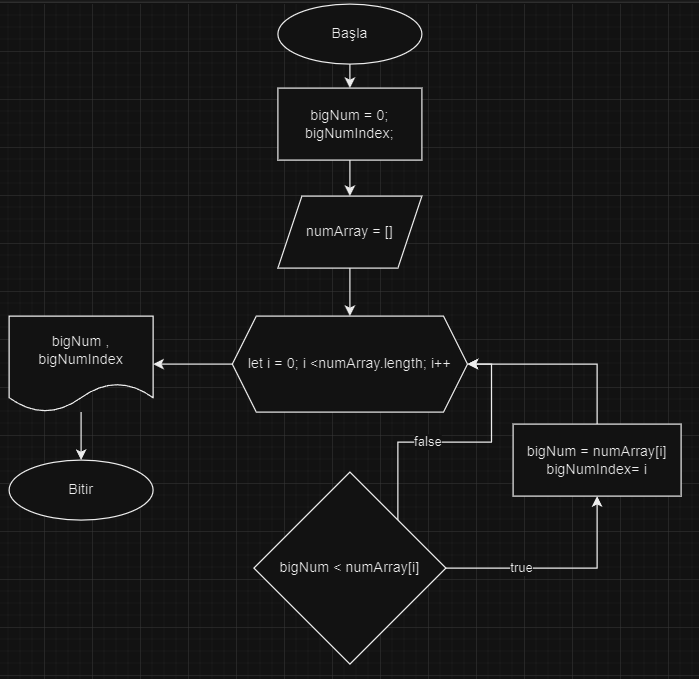 Başla
bigNum = 0;
bigNumIndex;
numArray = []
let i = 0; i <numArray.length; i++
bigNum ,
bigNumIndex
Bitir
false
bigNum = numArray[i]
bigNumIndex= i
bigNum < numArray[i]
true